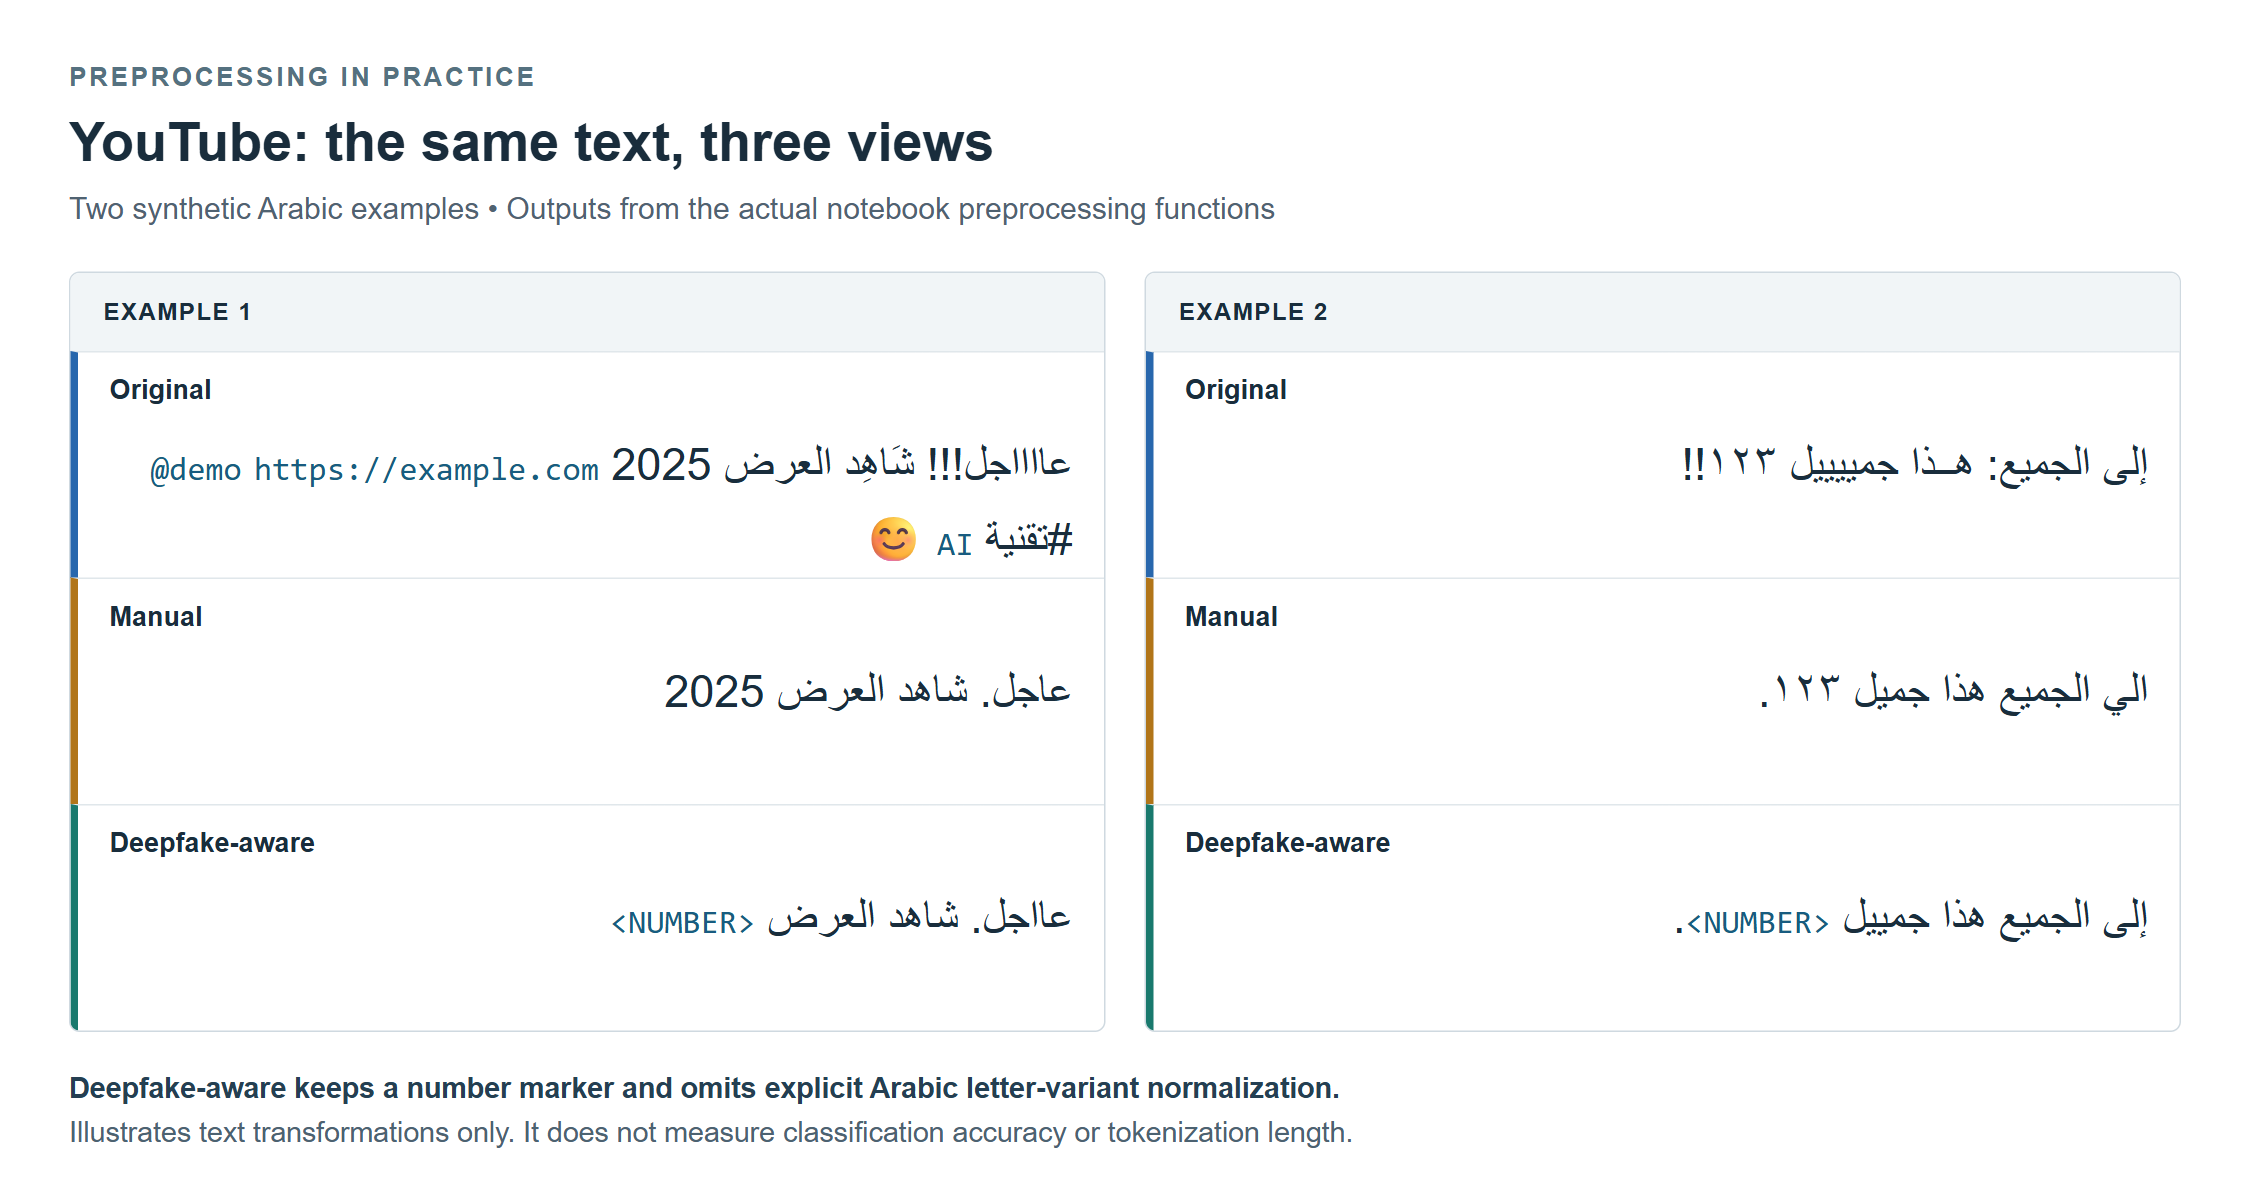 PREPROCESSING IN PRACTICE
YouTube: the same text, three views
Two synthetic Arabic examples • Outputs from the actual notebook preprocessing functions
EXAMPLE 1
Original
عااااجل!!! شَاهِد العرض 2025 https://example.com @demo
#تقنية AI 😊
Manual
عاجل. شاهد العرض 2025
Deepfake-aware
عااجل. شاهد العرض <NUMBER>
EXAMPLE 2
Original
إلى الجميع: هــذا جميييييل ١٢٣!!
Manual
الي الجميع هذا جميل ١٢٣.
Deepfake-aware
إلى الجميع هذا جمييل <NUMBER>.
Deepfake-aware keeps a number marker and omits explicit Arabic letter-variant normalization.
Illustrates text transformations only. It does not measure classification accuracy or tokenization length.